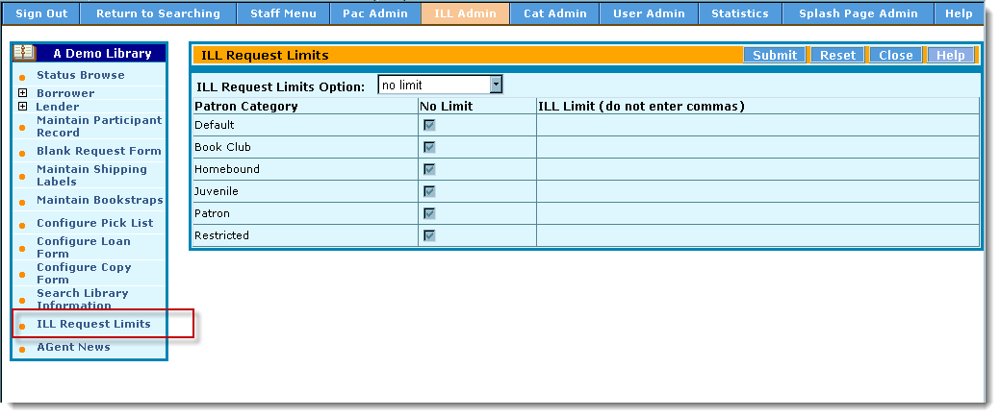 Sign Out Return to Searching Staff Menu Pac Admin ILL Admin Cat Admin User Admin Statistics Splash Page Admin Help
A Demo Library
Status Browse
Borrower
Lender
Maintain Participant
Record
Blank Request Form
Maintain Shipping
Labels
Maintain Bookstraps
Configure Pick List
Configure Loan
Form
Configure Copy
Form
Search Library
Information
ILL Request Limits
AGent News
ILL Request Limits Submit Reset Close Help
ILL Request Limits Option: no limit
Patron Category No Limit ILL Limit (do not enter commas)
Default
Book Club
Homebound
Juvenile
Patron
Restricted